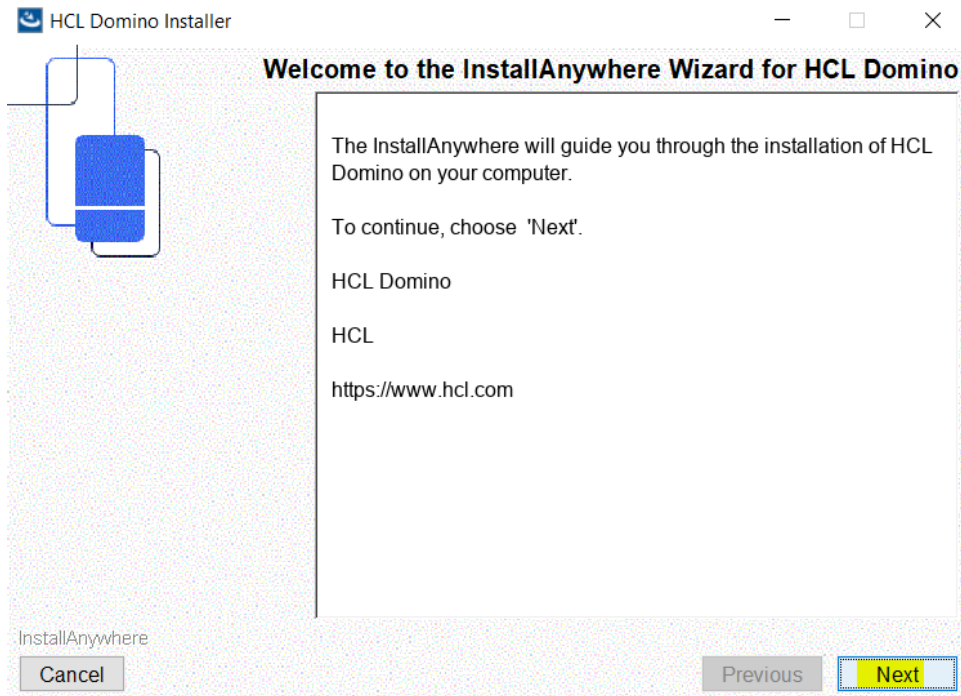 HCL Domino Installer
Welcome to the InstallAnywhere Wizard for HCL Domino
The InstallAnywhere will guide you through the installation of HCL
Domino on your computer.
To continue, choose 'Next'.
HCL Domino
HCL
https://www.hcl.com
InstallAnywhere
Cancel
Previous
Next